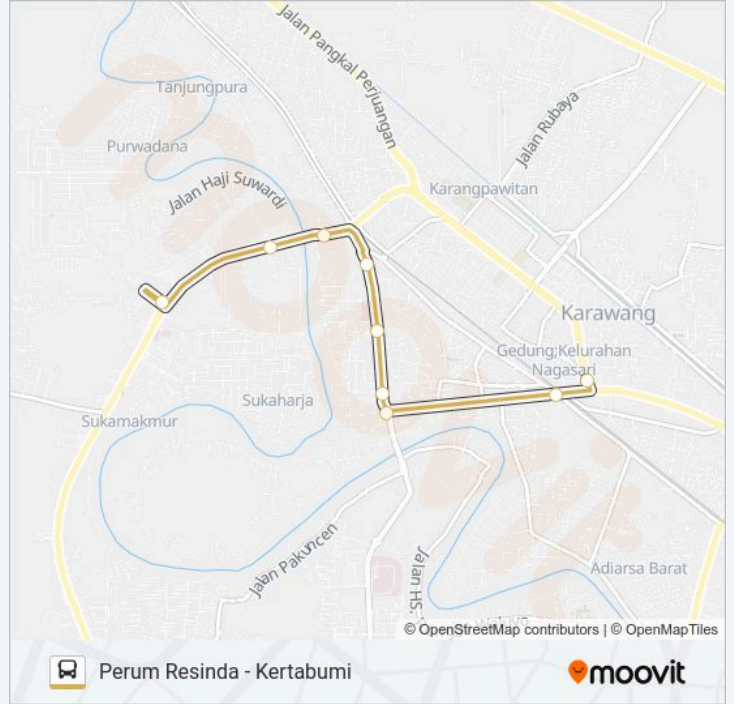 Jalan Pangkal Perjuangan
Tanjungpura
Jalan Rubaya
Purwadana
Jalan Haji Suwardi
Karangpawitan
Karawang
Gedung;Kelurahan
Nagasari
Sukaharja
Sukamakmur
Jalan Pakuncen
Jalan HS.
Adiarsa Barat
© OpenStreetMap contributors | © OpenMapTiles
Perum Resinda - Kertabumi
moovit
moovit